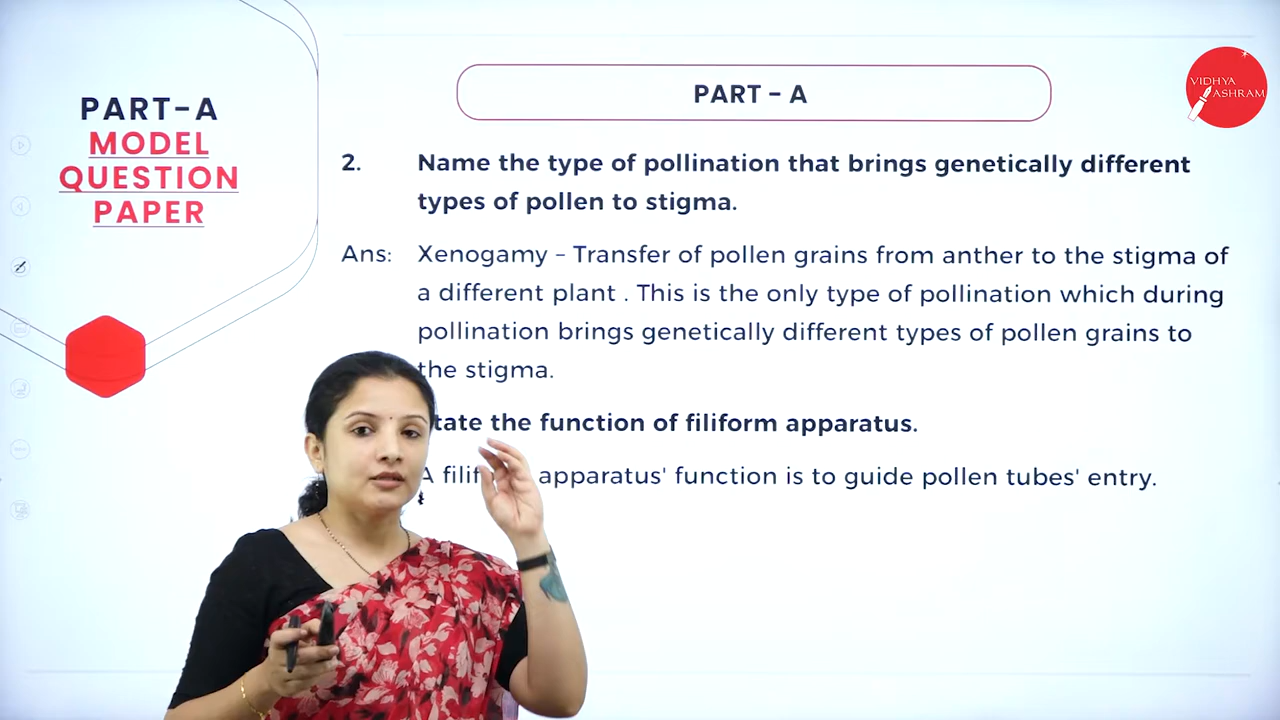 PART-A
MODEL
QUESTION
PAPER
PART - A
VIDHYA
ASHRAM
2. Name the type of pollination that brings genetically different
types of pollen to stigma.
Ans: Xenogamy – Transfer of pollen grains from anther to the stigma of
a different plant . This is the only type of pollination which during
pollination brings genetically different types of pollen grains to
the stigma.
the function of filiform apparatus.
A apparatus' function is to guide pollen tubes' entry.